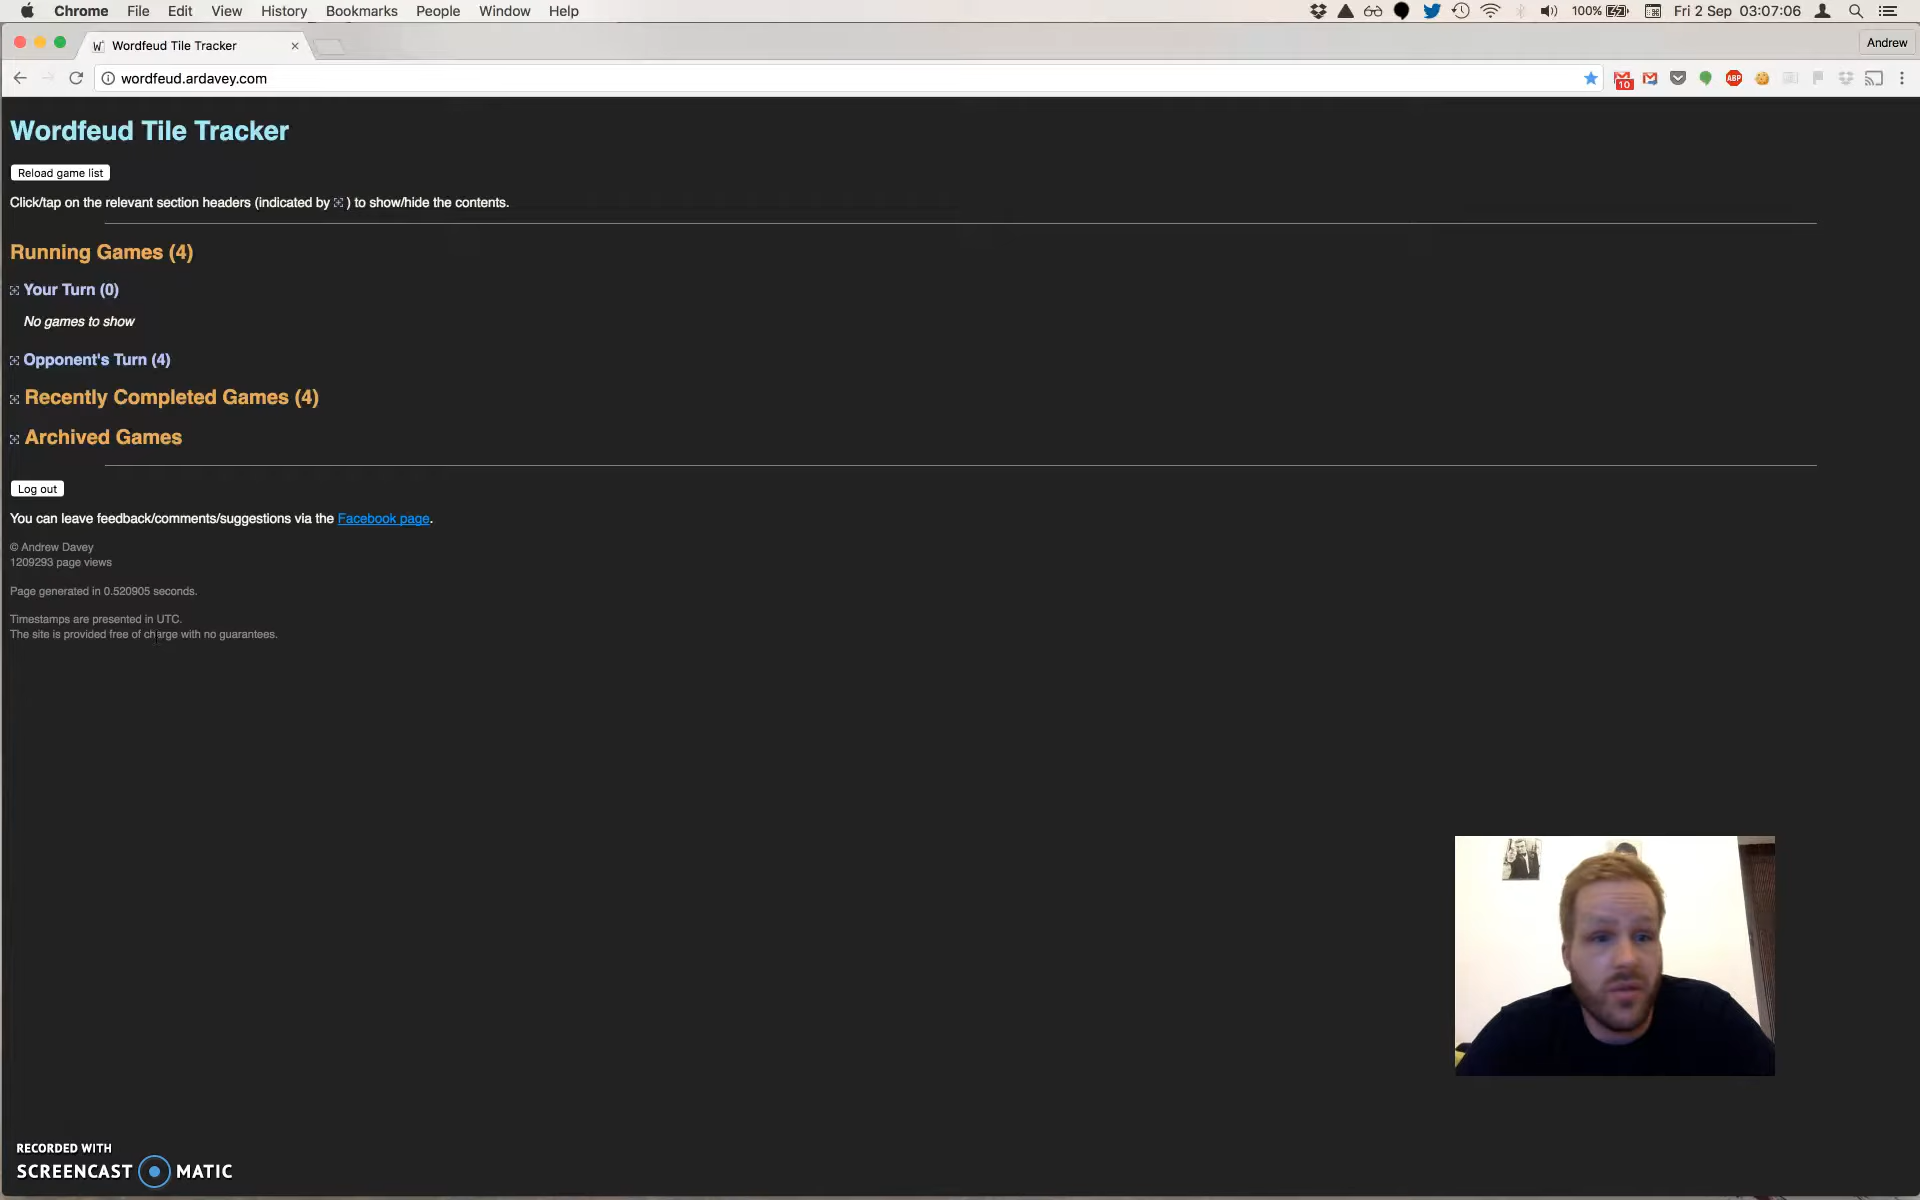 Chrome File Edit View History Bookmarks People Window Help 100% Fri 2 Sep 03:07:06
Wordfeud Tile Tracker Andrew
wordfeud.ardavey.com 10 ABP
Wordfeud Tile Tracker
Reload game list
Click/tap on the relevant section headers (indicated by ) to show/hide the contents.
Running Games (4)
Your Turn (0)
No games to show
Opponent's Turn (4)
Recently Completed Games (4)
Archived Games
Log out
You can leave feedback/comments/suggestions via the Facebook page.
© Andrew Davey
1209293 page views
Page generated in 0.520905 seconds.
Timestamps are presented in UTC.
The site is provided free of charge with no guarantees.
RECORDED WITH
SCREENCAST MATIC